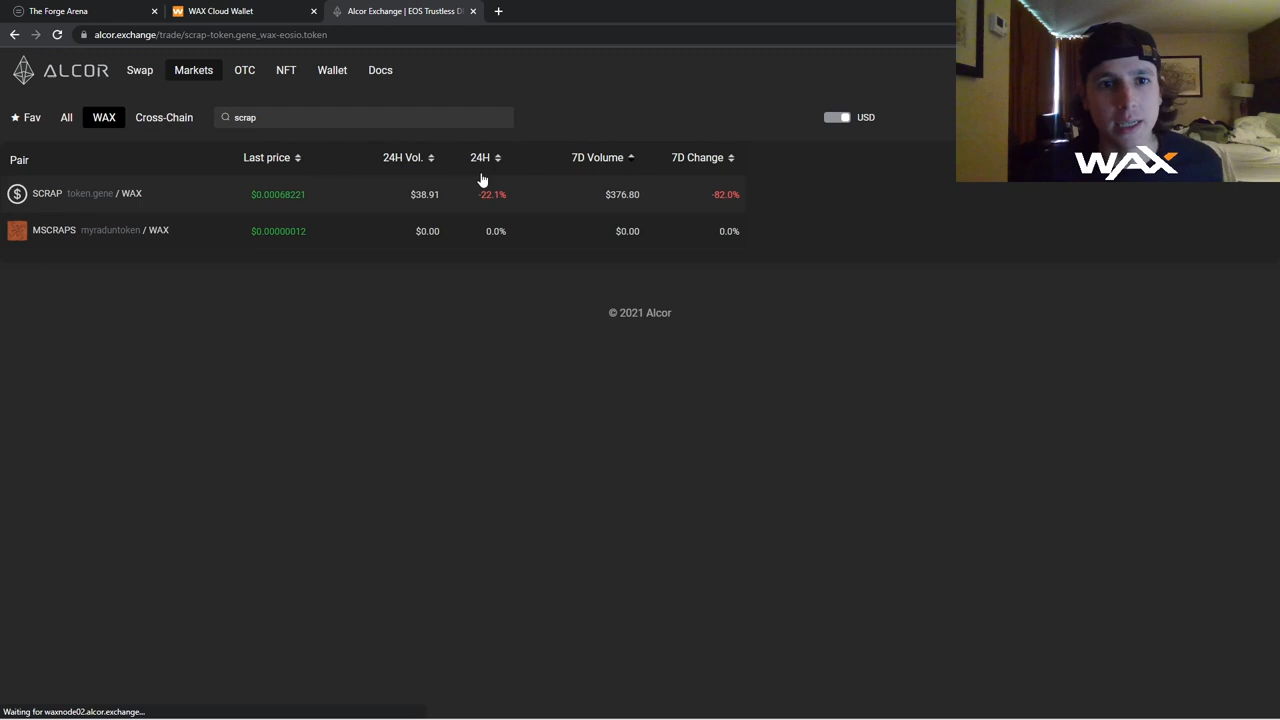 The Forge Arena
WAX Cloud Wallet
Alcor Exchange | EOS Trustless D
alcor.exchange/trade/scrap-token.gene_wax-eosio.token
ALCOR
Swap
Markets
OTC
NFT
Wallet
Docs
Fav
All
WAX
Cross-Chain
scrap
USD
WAX
Pair
Last price
24H Vol.
24H
7D Volume
7D Change
SCRAP token.gene / WAX
$0.00068221
$38.91
-22.1%
$376.80
-82.0%
MSCRAPS myraduntoken / WAX
$0.00000012
$0.00
0.0%
$0.00
0.0%
© 2021 Alcor
Waiting for waxnode02.alcor.exchange...